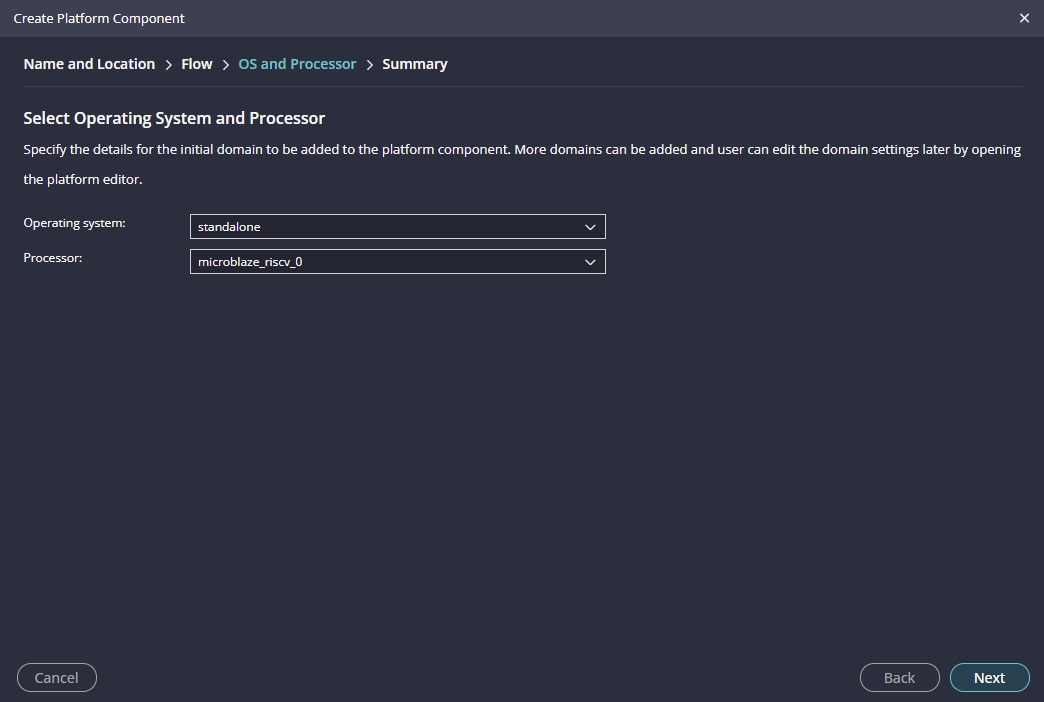 Create Platform Component
Name and Location > Flow > OS and Processor > Summary
Select Operating System and Processor
Specify the details for the initial domain to be added to the platform component. More domains can be added and user can edit the domain settings later by opening
the platform editor.
Operating system: standalone
Processor: microblaze_riscv_0
Cancel Back Next